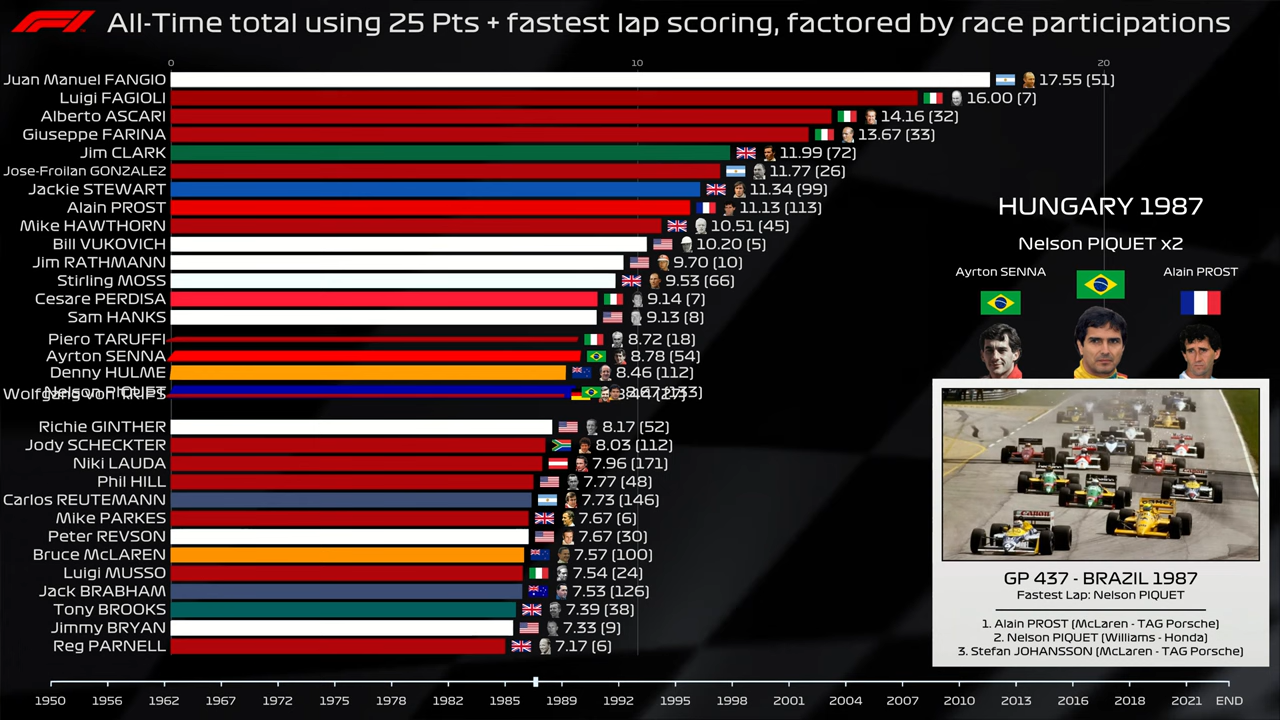 F1 All-Time total using 25 Pts + fastest lap scoring, factored by race participations
0 10 20
Juan Manuel FANGIO 17.55 (51)
Luigi FAGIOLI 16.00 (7)
Alberto ASCARI 14.16 (32)
Giuseppe FARINA 13.67 (33)
Jim CLARK 11.99 (72)
Jose-Froilan GONZALEZ 11.77 (26)
Jackie STEWART 11.34 (99)
Alain PROST 11.13 (113)
Mike HAWTHORN 10.51 (45)
Bill VUKOVICH 10.20 (5)
Jim RATHMANN 9.70 (10)
Stirling MOSS 9.53 (66)
Cesare PERDISA 9.14 (7)
Sam HANKS 9.13 (8)
Piero TARUFFI 8.72 (18)
Ayrton SENNA 8.78 (54)
Denny HULME 8.46 (112)
Nelson PIQUET
Wolfgang von TRIPS
Richie GINTHER 8.17 (52)
Jody SCHECKTER 8.03 (112)
Niki LAUDA 7.96 (171)
Phil HILL 7.77 (48)
Carlos REUTEMANN 7.73 (146)
Mike PARKES 7.67 (6)
Peter REVSON 7.67 (30)
Bruce McLAREN 7.57 (100)
Luigi MUSSO 7.54 (24)
Jack BRABHAM 7.53 (126)
Tony BROOKS 7.39 (38)
Jimmy BRYAN 7.33 (9)
Reg PARNELL 7.17 (6)
HUNGARY 1987
Nelson PIQUET x2
Ayrton SENNA Alain PROST
GP 437 - BRAZIL 1987
Fastest Lap: Nelson PIQUET
1. Alain PROST (McLaren - TAG Porsche)
2. Nelson PIQUET (Williams - Honda)
3. Stefan JOHANSSON (McLaren - TAG Porsche)
1950 1956 1962 1967 1972 1975 1978 1982 1986 1989 1992 1995 1998 2001 2004 2007 2010 2013 2016 2018 2021 END